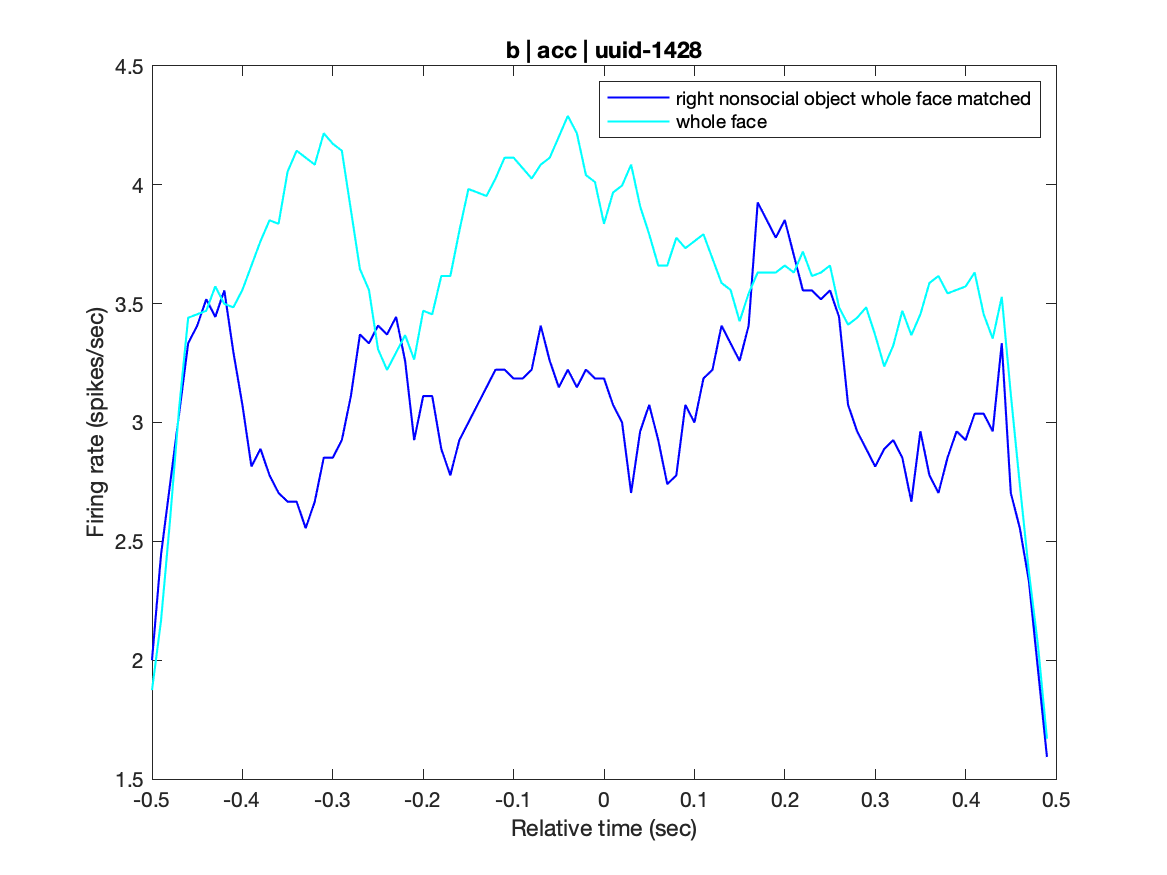 b | acc | uuid-1428
4.5
4
3.5
3
2.5
2
1.5
Firing rate (spikes/sec)
right nonsocial object whole face matched
whole face
-0.5 -0.4 -0.3 -0.2 -0.1 0 0.1 0.2 0.3 0.4 0.5
Relative time (sec)